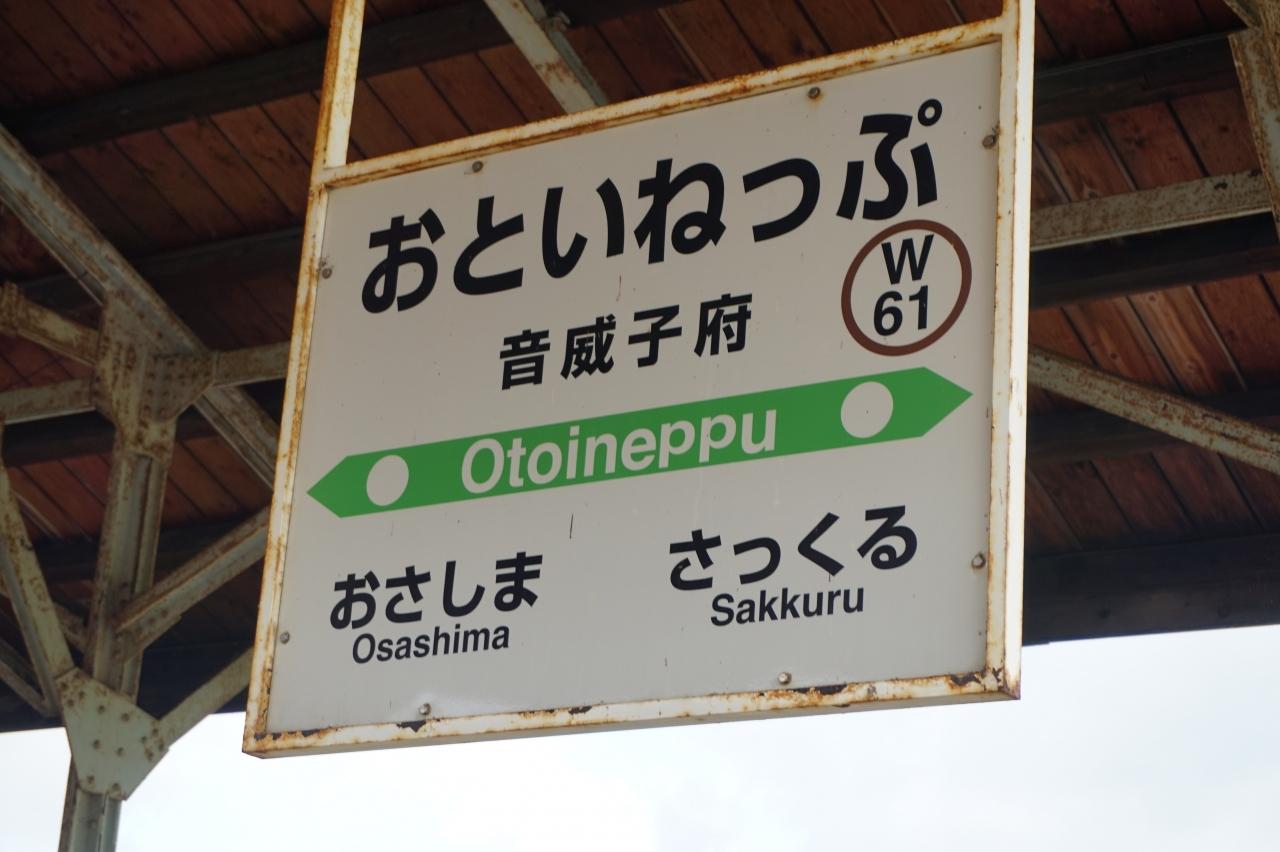 おといねっぷ
W
61
音威子府
Otoineppu
おさしま
Osashima
さっくる
Sakkuru